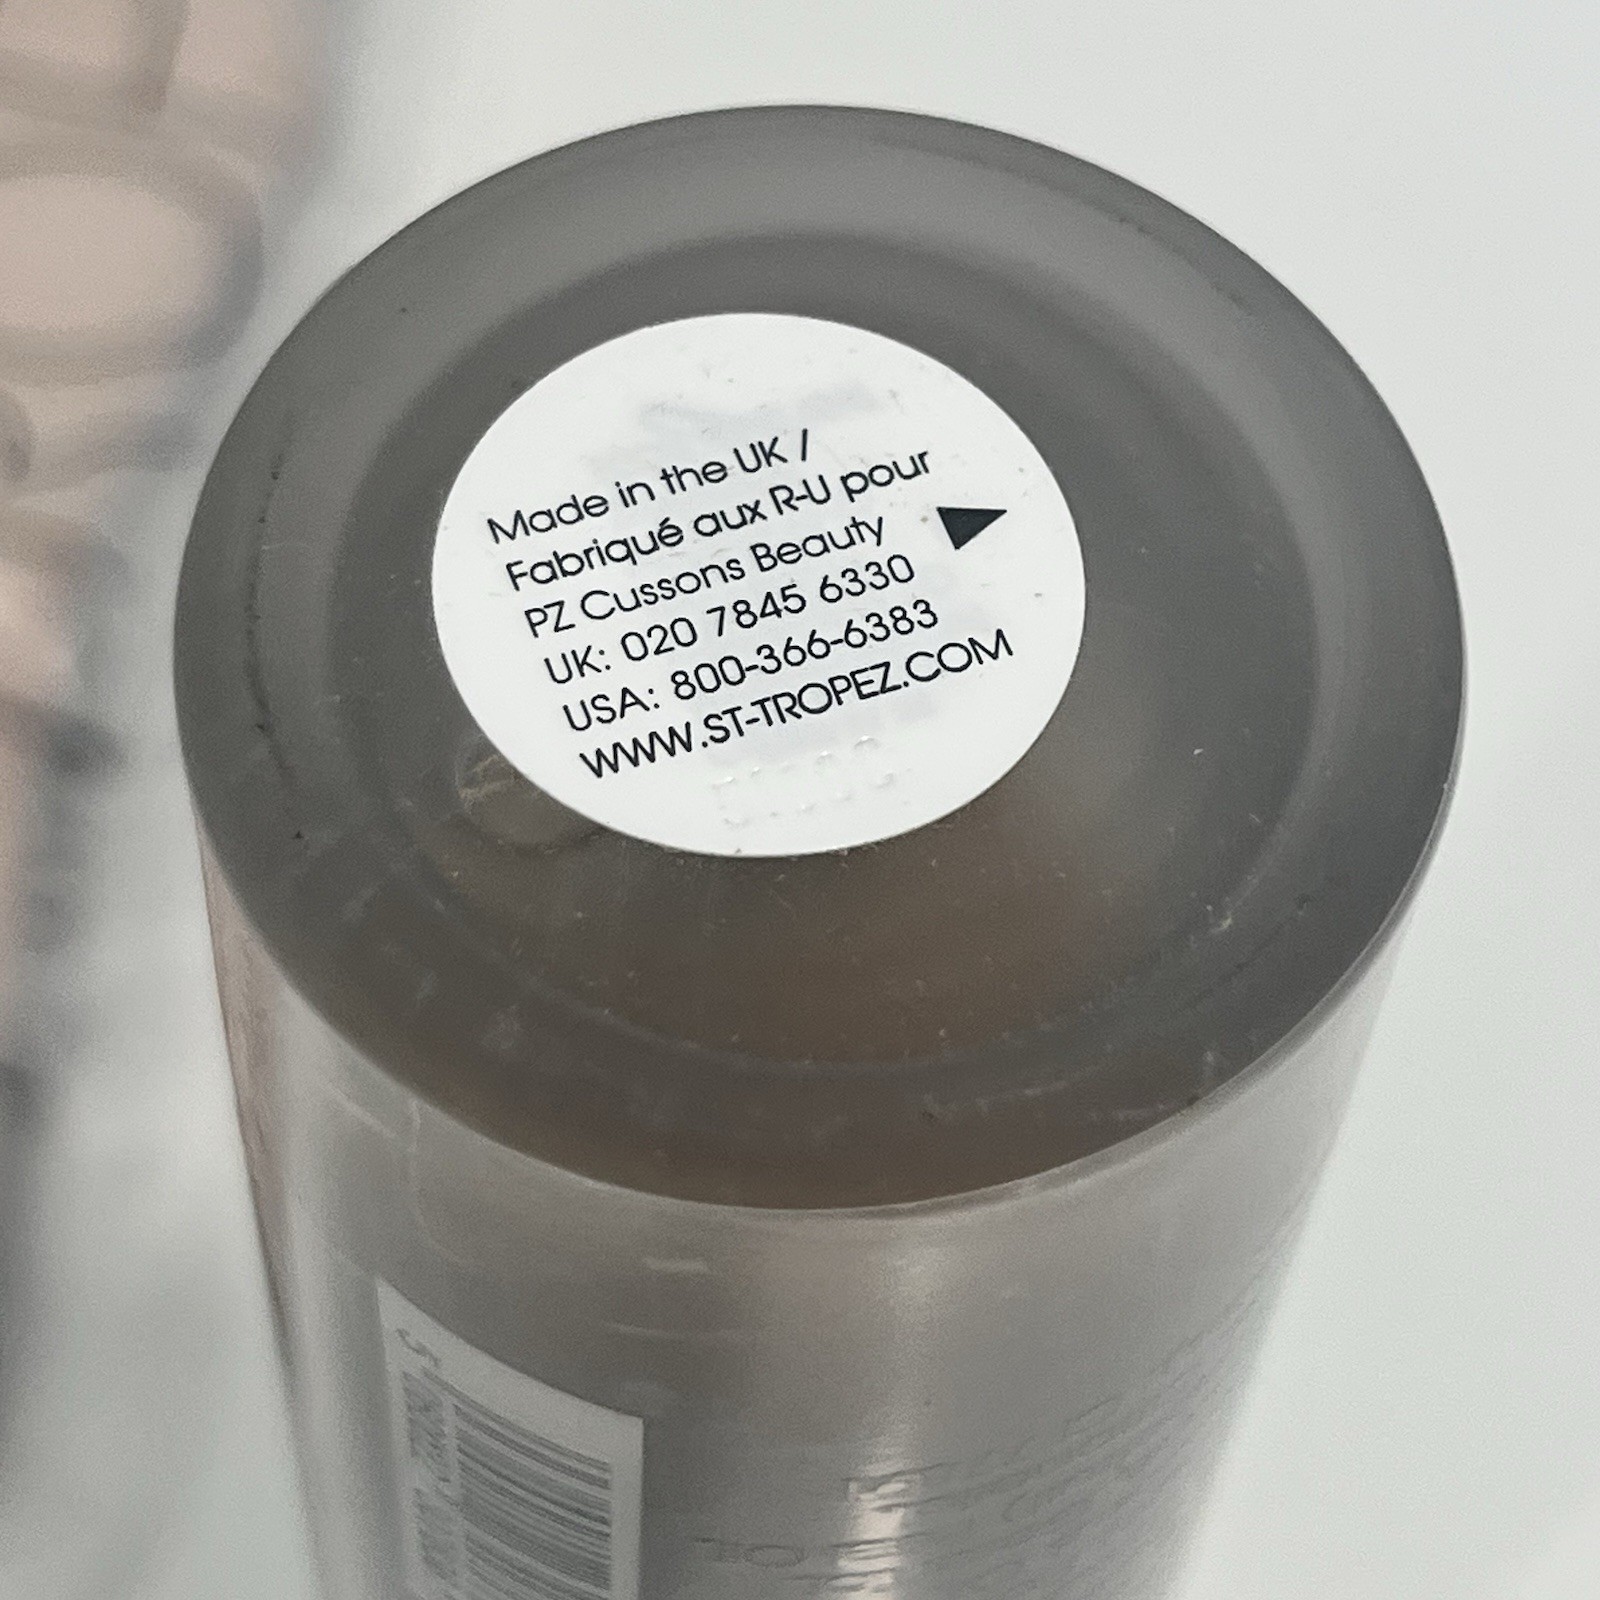 Made in the UK /
Fabriqué aux R-U pour
PZ Cussons Beauty
UK: 020 7845 6330
USA: 800-366-6383
WWW.ST-TROPEZ.COM